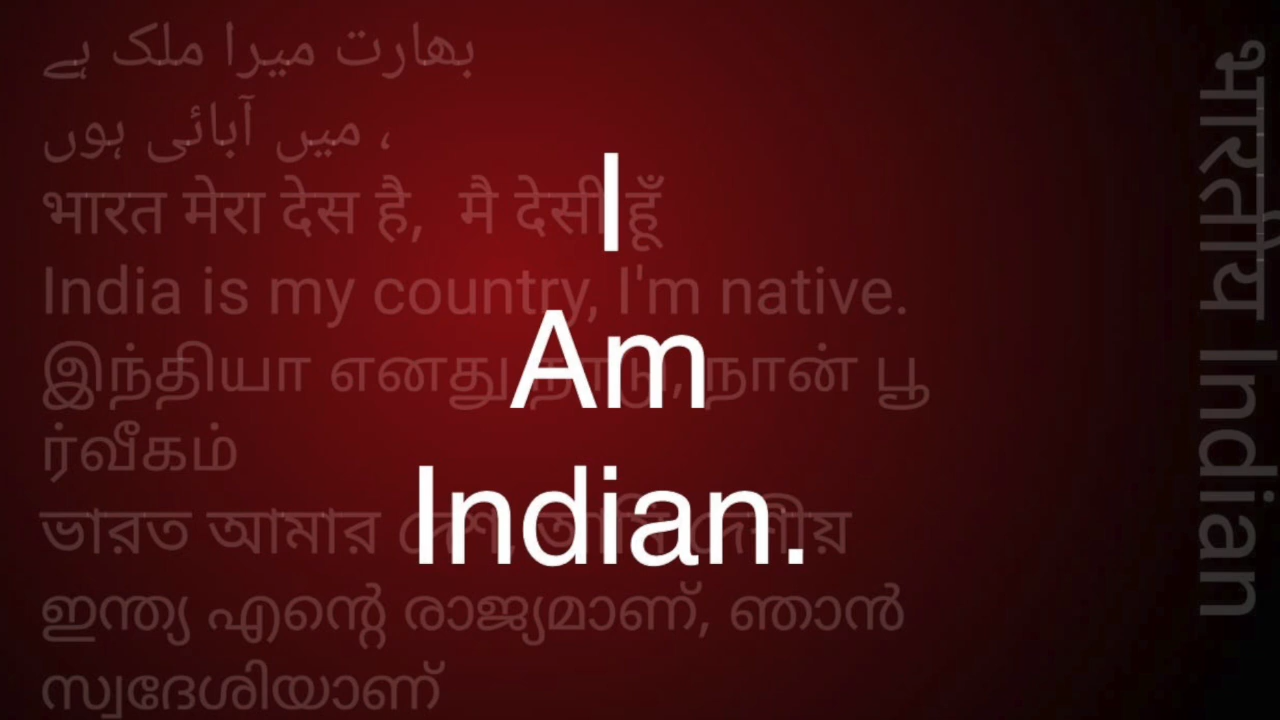 بھارت میرا ملک ہے
، میں آبائی ہوں
भारत मेरा देस है, मै देसी हूँ
India is my country, I'm native.
இந்தியா எனது நாடு, நான் பூ
ர்வீகம்
ভারত আমার দেশ, আমি দেশীয়
ഇന്ത്യ എന്റെ രാജ്യമാണ്, ഞാൻ
സ്വദേശിയാണ്
I
Am
Indian.
भारतीय Indian